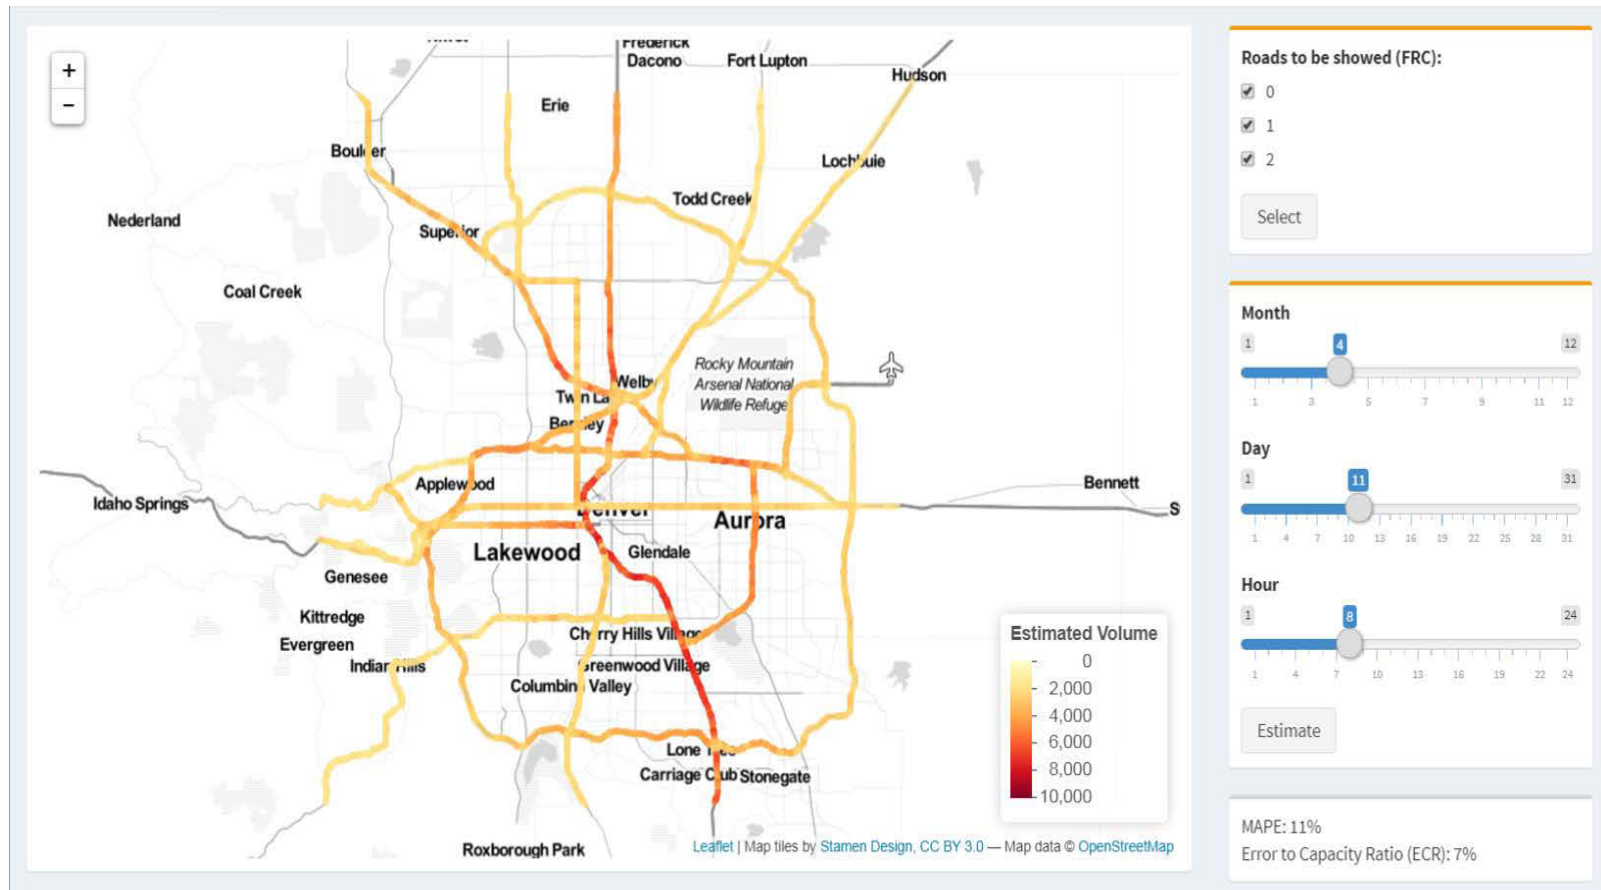 +
−
Frederick
Dacono
Fort Lupton
Hudson
Erie
Boulder
Lochbuie
Nederland
Todd Creek
Superior
Coal Creek
Rocky Mountain
Arsenal National
Wildlife Refuge
Welby
Twin La
Berkley
Applewood
Idaho Springs
Bennett
S
Denver
Aurora
Lakewood
Glendale
Genesee
Kittredge
Evergreen
Indian Hills
Cherry Hills Village
Greenwood Village
Columbine Valley
Lone Tree
Carriage Club
Stonegate
Roxborough Park
Estimated Volume
0
2,000
4,000
6,000
8,000
10,000
Leaflet | Map tiles by Stamen Design, CC BY 3.0 — Map data © OpenStreetMap
Roads to be showed (FRC):
0
1
2
Select
Month
1 4 12
1 3 5 7 9 11 12
Day
1 11 31
1 4 7 10 13 16 19 22 25 28 31
Hour
1 8 24
1 4 7 10 13 16 19 22 24
Estimate
MAPE: 11%
Error to Capacity Ratio (ECR): 7%